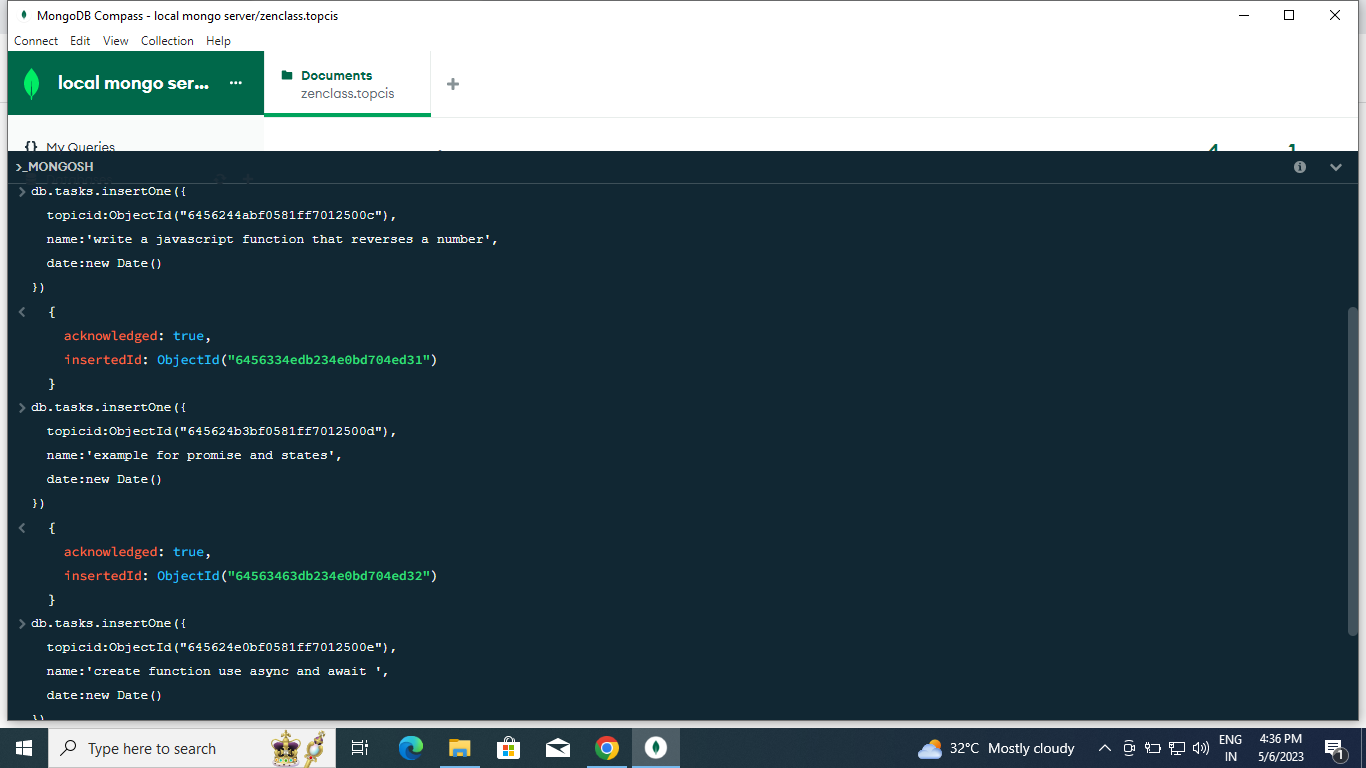 MongoDB Compass - local mongo server/zenclass.topcis
Connect Edit View Collection Help
local mongo ser... ...
Documents
zenclass.topcis
+
{} My Queries
4 1
>_MONGOSH
db.tasks.insertOne({
topicid:ObjectId("6456244abf0581ff7012500c"),
name:'write a javascript function that reverses a number',
date:new Date()
})
{
acknowledged: true,
insertedId: ObjectId("6456334edb234e0bd704ed31")
}
db.tasks.insertOne({
topicid:ObjectId("645624b3bf0581ff7012500d"),
name:'example for promise and states',
date:new Date()
})
{
acknowledged: true,
insertedId: ObjectId("64563463db234e0bd704ed32")
}
db.tasks.insertOne({
topicid:ObjectId("645624e0bf0581ff7012500e"),
name:'create function use async and await ',
date:new Date()
})
Type here to search
32°C Mostly cloudy
ENG
IN
4:36 PM
5/6/2023
1